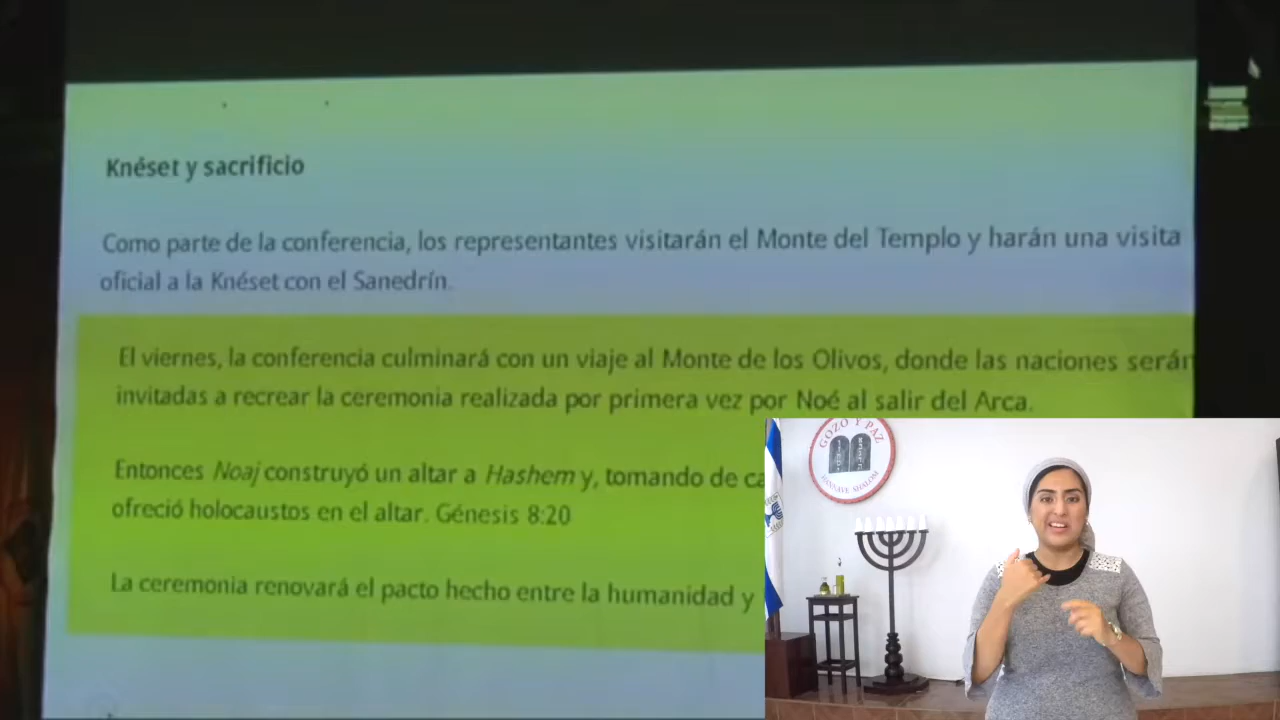 Knéset y sacrificio
Como parte de la conferencia, los representantes visitarán el Monte del Templo y harán una visita
oficial a la Knéset con el Sanedrín.
El viernes, la conferencia culminará con un viaje al Monte de los Olivos, donde las naciones serán
invitadas a recrear la ceremonia realizada por primera vez por Noé al salir del Arca.
Entonces Noaj construyó un altar a Hashem y, tomando de ca
ofreció holocaustos en el altar. Génesis 8:20
La ceremonia renovará el pacto hecho entre la humanidad y
GOZO Y PAZ